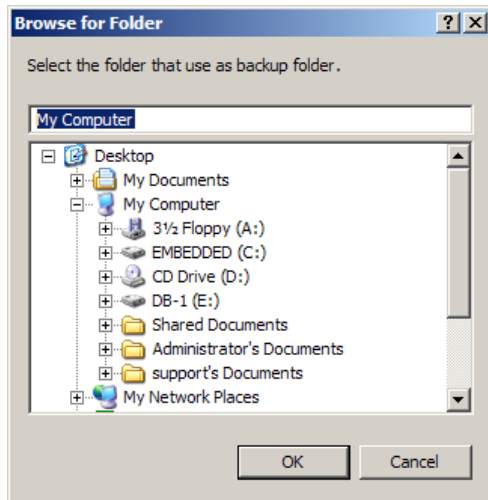 Browse for Folder
Select the folder that use as backup folder.
My Computer
Desktop
My Documents
My Computer
3½ Floppy (A:)
EMBEDDED (C:)
CD Drive (D:)
DB-1 (E:)
Shared Documents
Administrator's Documents
support's Documents
My Network Places
OK Cancel